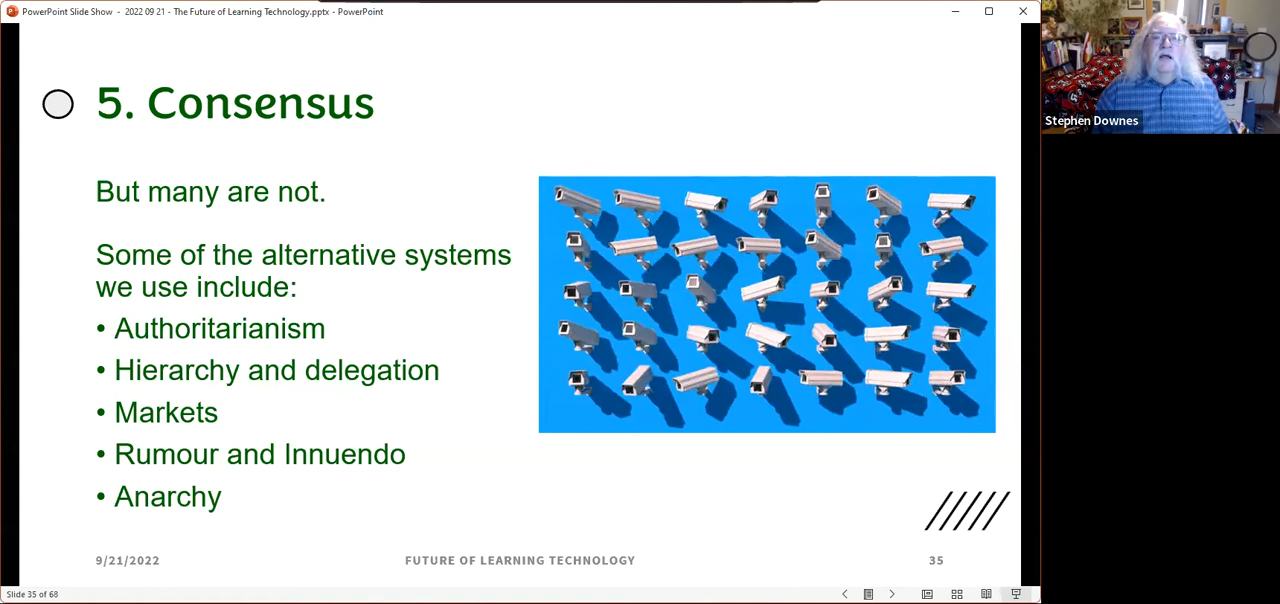 PowerPoint Slide Show - 2022 09 21 - The Future of Learning Technology.pptx - PowerPoint
5. Consensus
But many are not.
Some of the alternative systems
we use include:
• Authoritarianism
• Hierarchy and delegation
• Markets
• Rumour and Innuendo
• Anarchy
9/21/2022
FUTURE OF LEARNING TECHNOLOGY
35
Slide 35 of 68
Stephen Downes